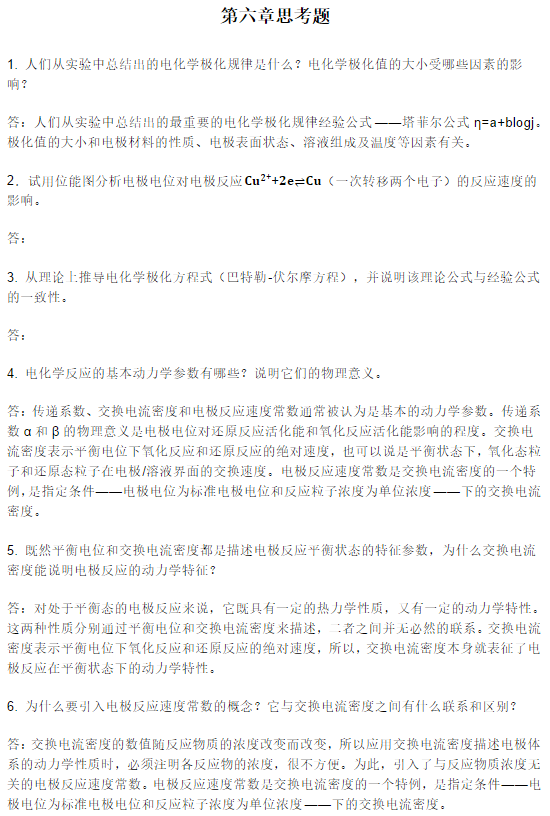 第六章思考题
1. 人们从实验中总结出的电化学极化规律是什么？电化学极化值的大小受哪些因素的影
响？
答：人们从实验中总结出的最重要的电化学极化规律经验公式——塔菲尔公式 η=a+blogj。
极化值的大小和电极材料的性质、电极表面状态、溶液组成及温度等因素有关。
2．试用位能图分析电极电位对电极反应Cu²⁺+2e⇌Cu（一次转移两个电子）的反应速度的
影响。
答：
3. 从理论上推导电化学极化方程式（巴特勒-伏尔摩方程），并说明该理论公式与经验公式
的一致性。
答：
4. 电化学反应的基本动力学参数有哪些？说明它们的物理意义。
答：传递系数、交换电流密度和电极反应速度常数通常被认为是基本的动力学参数。传递系
数 α 和 β 的物理意义是电极电位对还原反应活化能和氧化反应活化能影响的程度。交换电
流密度表示平衡电位下氧化反应和还原反应的绝对速度，也可以说是平衡状态下，氧化态粒
子和还原态粒子在电极/溶液界面的交换速度。电极反应速度常数是交换电流密度的一个特
例，是指定条件——电极电位为标准电极电位和反应粒子浓度为单位浓度——下的交换电流
密度。
5. 既然平衡电位和交换电流密度都是描述电极反应平衡状态的特征参数，为什么交换电流
密度能说明电极反应的动力学特征？
答：对处于平衡态的电极反应来说，它既具有一定的热力学性质，又有一定的动力学特性。
这两种性质分别通过平衡电位和交换电流密度来描述，二者之间并无必然的联系。交换电流
密度表示平衡电位下氧化反应和还原反应的绝对速度，所以，交换电流密度本身就表征了电
极反应在平衡状态下的动力学特性。
6. 为什么要引入电极反应速度常数的概念？它与交换电流密度之间有什么联系和区别？
答：交换电流密度的数值随反应物质的浓度改变而改变，所以应用交换电流密度描述电极体
系的动力学性质时，必须注明各反应物的浓度，很不方便。为此，引入了与反应物质浓度无
关的电极反应速度常数。电极反应速度常数是交换电流密度的一个特例，是指定条件——电
极电位为标准电极电位和反应粒子浓度为单位浓度——下的交换电流密度。